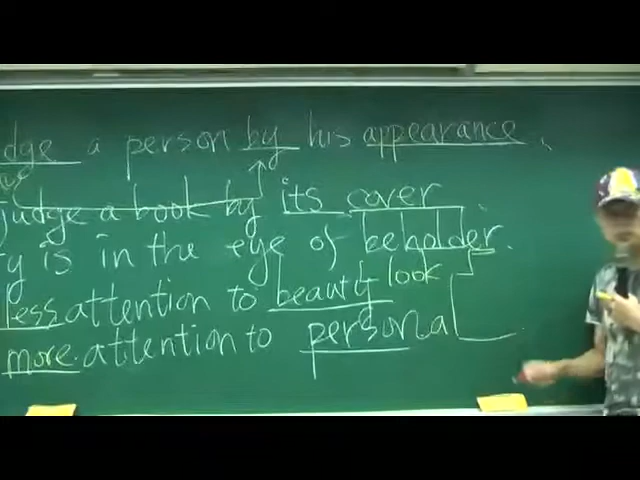 dge a person by his appearance.
judge a book by its cover.
ty is in the eye of beholder.
less attention to beauty look
more attention to personal